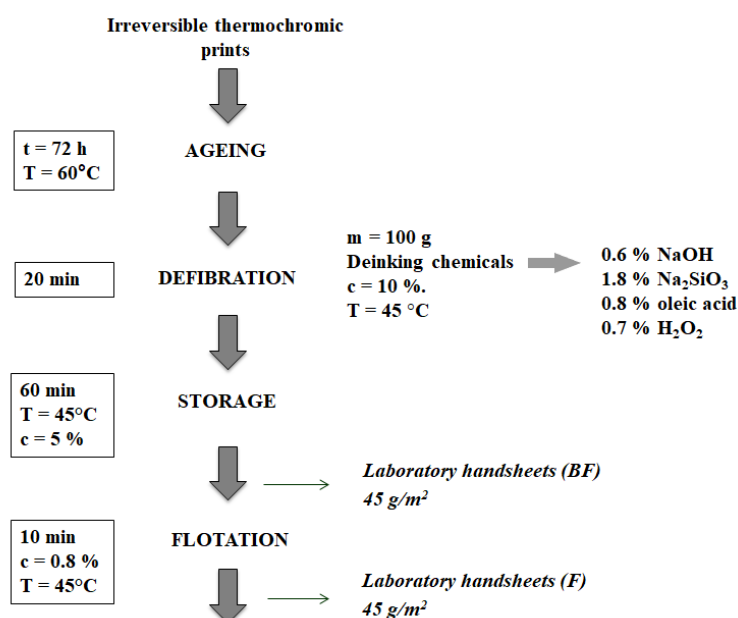 Irreversible thermochromic
prints
t = 72 h
T = 60°C
AGEING
20 min
DEFIBRATION
m = 100 g
Deinking chemicals
c = 10 %.
T = 45 °C
0.6 % NaOH
1.8 % Na₂SiO₃
0.8 % oleic acid
0.7 % H₂O₂
60 min
T = 45°C
c = 5 %
STORAGE
Laboratory handsheets (BF)
45 g/m²
10 min
c = 0.8 %
T = 45°C
FLOTATION
Laboratory handsheets (F)
45 g/m²